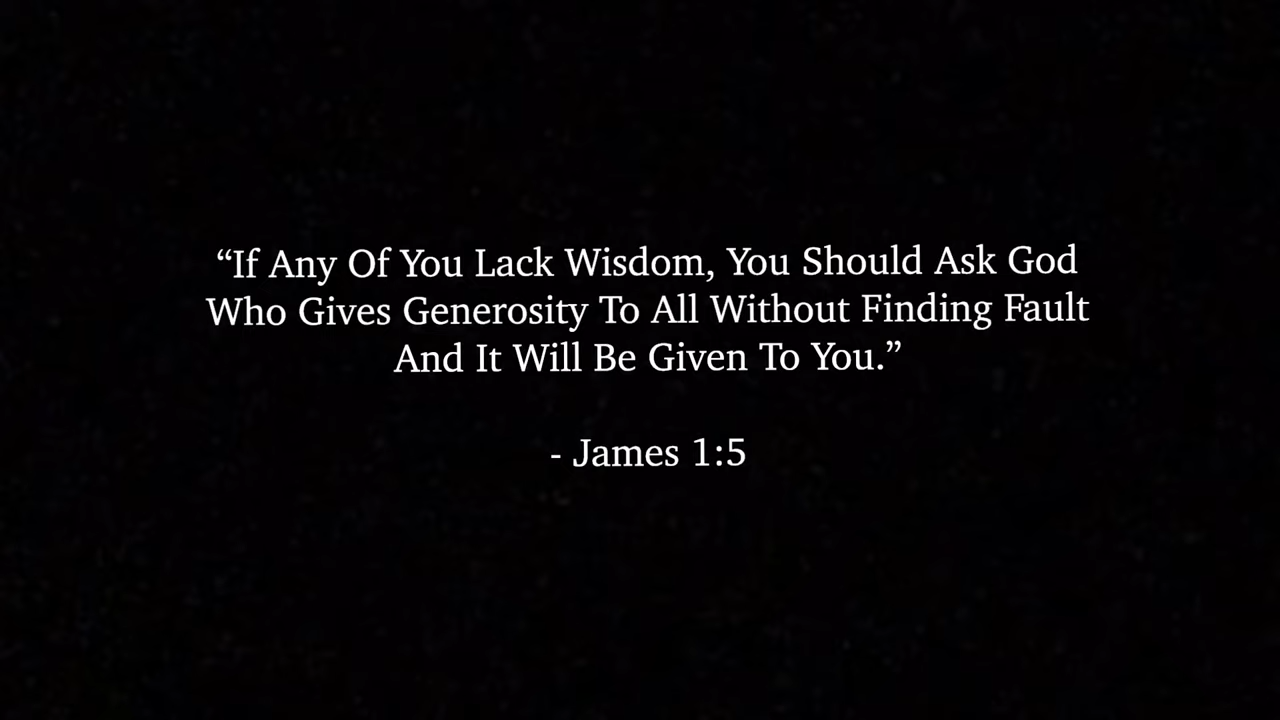 “If Any Of You Lack Wisdom, You Should Ask God
Who Gives Generosity To All Without Finding Fault
And It Will Be Given To You.”
- James 1:5